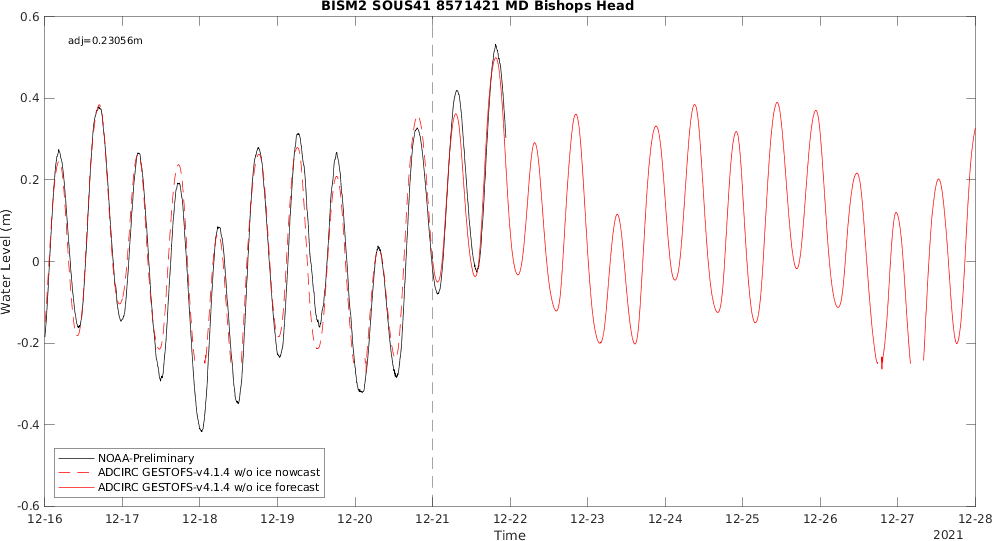 BISM2 SOUS41 8571421 MD Bishops Head
adj=0.23056m
0.6
0.4
0.2
0
-0.2
-0.4
-0.6
Water Level (m)
NOAA-Preliminary
ADCIRC GESTOFS-v4.1.4 w/o ice nowcast
ADCIRC GESTOFS-v4.1.4 w/o ice forecast
12-16 12-17 12-18 12-19 12-20 12-21 12-22 12-23 12-24 12-25 12-26 12-27 12-28
Time
2021